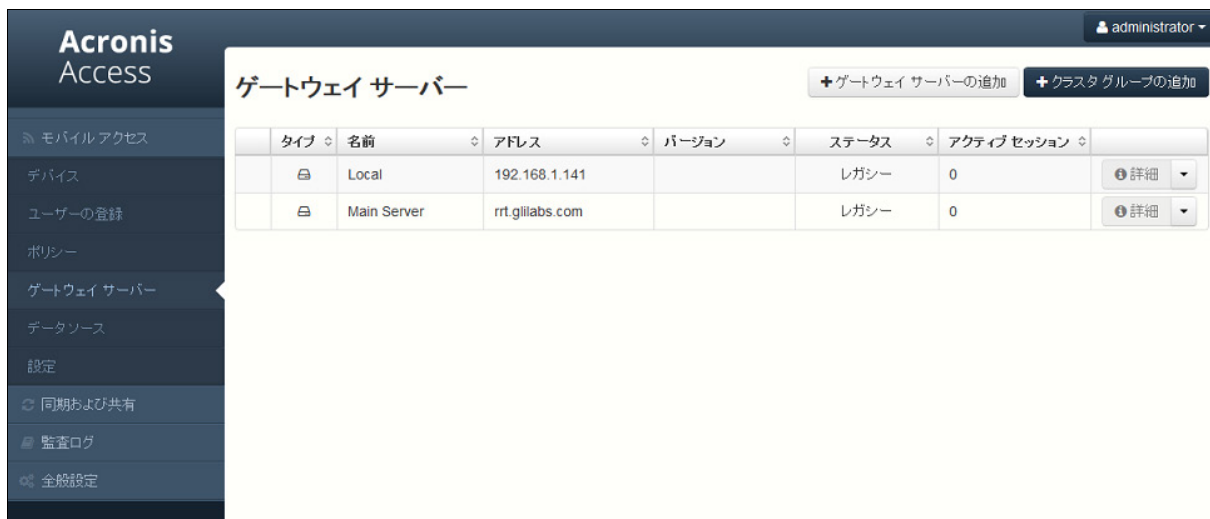 Acronis
Access
administrator
ゲートウェイ サーバー
ゲートウェイ サーバーの追加
クラスタ グループの追加
モバイル アクセス
デバイス
ユーザーの登録
ポリシー
ゲートウェイ サーバー
データソース
設定
同期および共有
監査ログ
全般設定
タイプ 名前 アドレス バージョン ステータス アクティブ セッション
Local 192.168.1.141 レガシー 0 詳細
Main Server rrt.glilabs.com レガシー 0 詳細